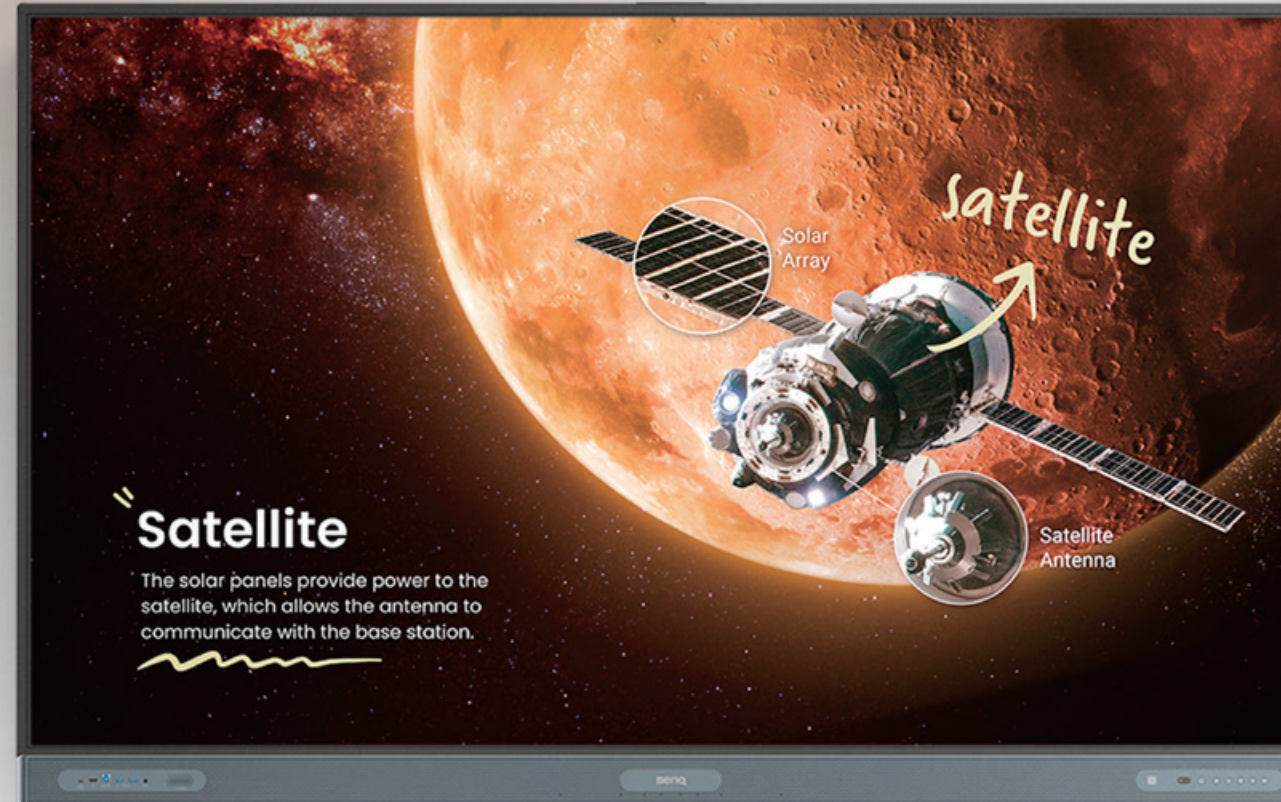 satellite
Solar
Array
Satellite
Antenna
Satellite
The solar panels provide power to the
satellite, which allows the antenna to
communicate with the base station.
BenQ